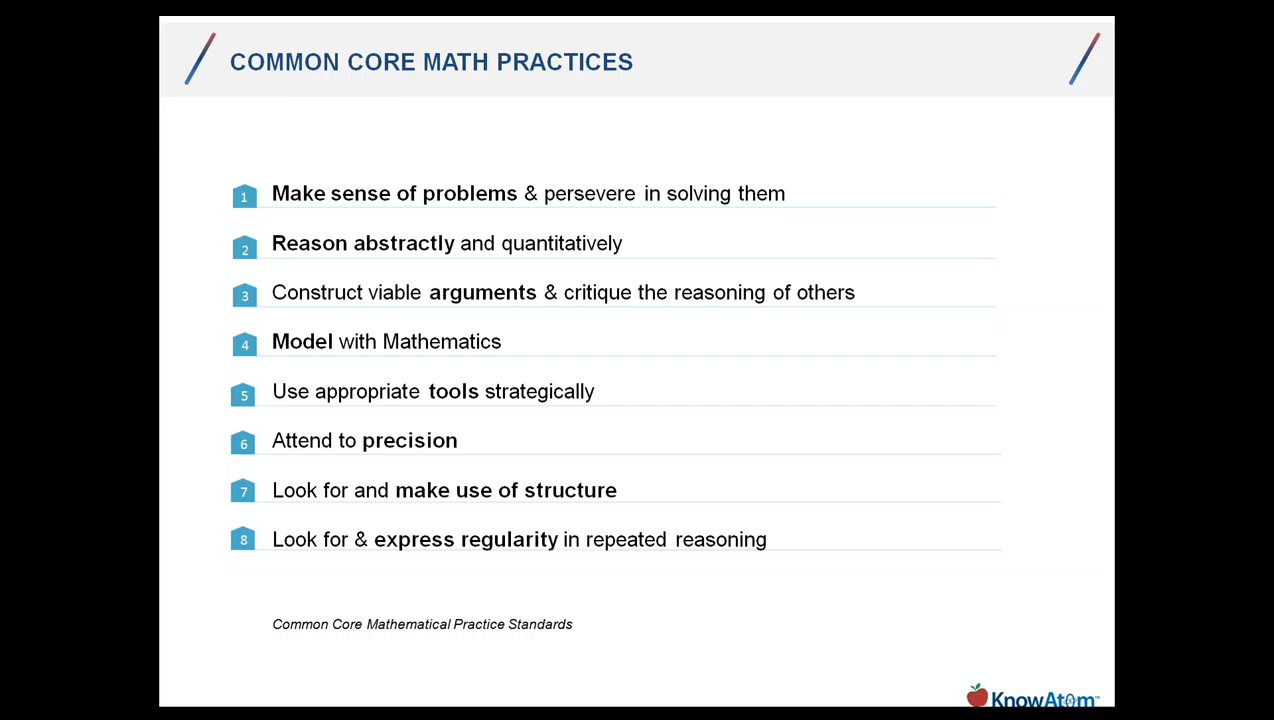 COMMON CORE MATH PRACTICES
1 Make sense of problems & persevere in solving them
2 Reason abstractly and quantitatively
3 Construct viable arguments & critique the reasoning of others
4 Model with Mathematics
5 Use appropriate tools strategically
6 Attend to precision
7 Look for and make use of structure
8 Look for & express regularity in repeated reasoning
Common Core Mathematical Practice Standards
KnowAtom™